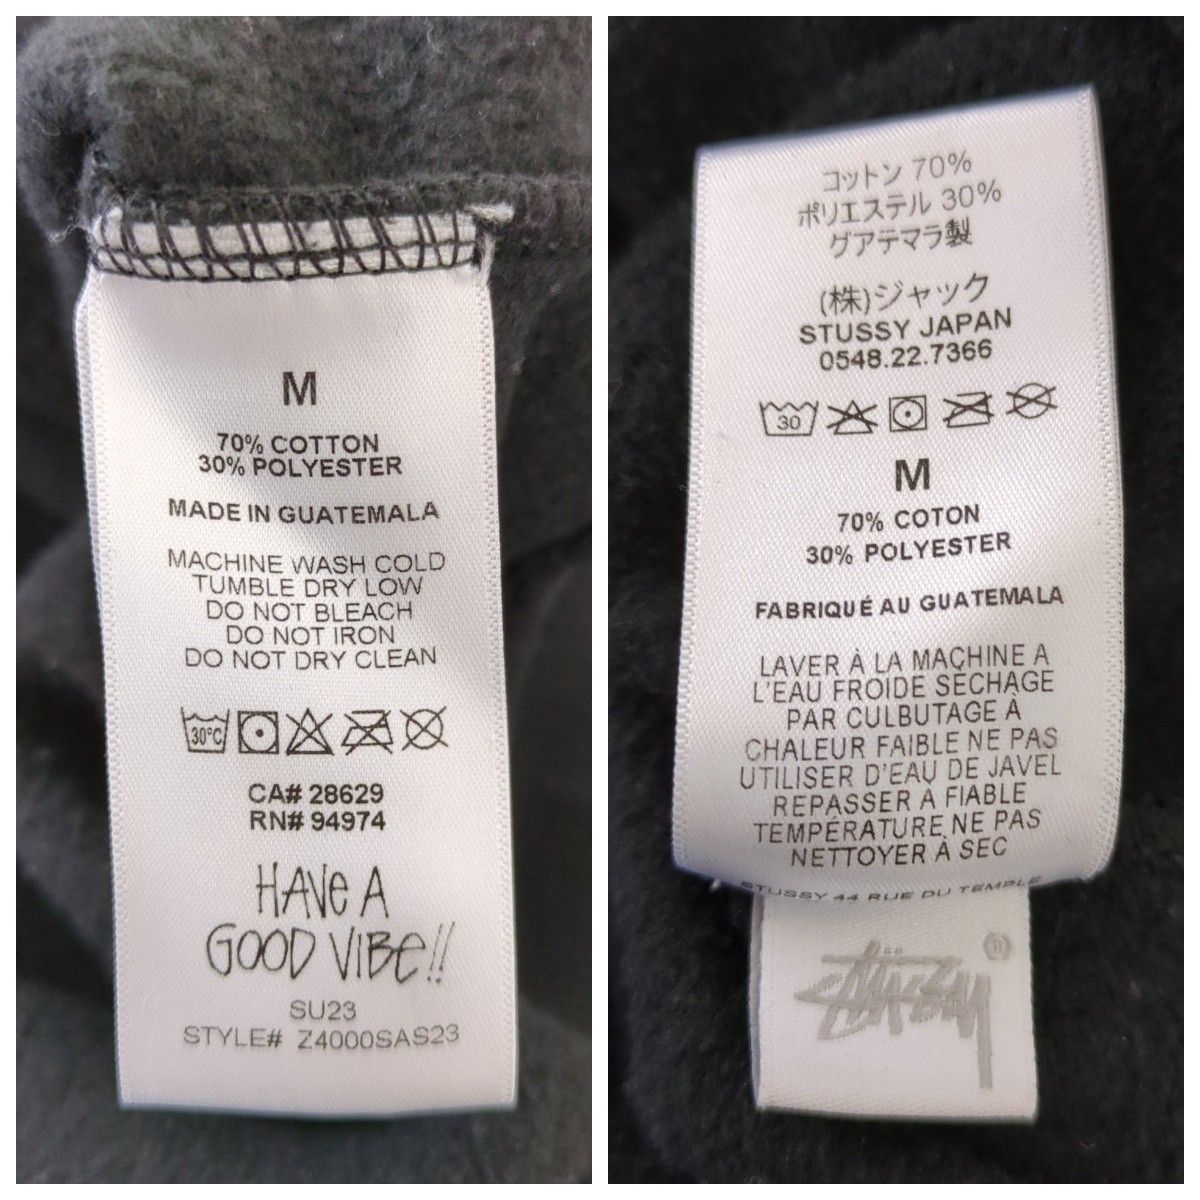 M
70% COTTON
30% POLYESTER
MADE IN GUATEMALA
MACHINE WASH COLD
TUMBLE DRY LOW
DO NOT BLEACH
DO NOT IRON
DO NOT DRY CLEAN
30°C
CA# 28629
RN# 94974
HAVE A
GOOD VIBE!!
SU23
STYLE# Z4000SAS23
コットン 70%
ポリエステル 30%
グアテマラ製
(株)ジャック
STUSSY JAPAN
0548.22.7366
30
M
70% COTON
30% POLYESTER
FABRIQUÉ AU GUATEMALA
LAVER À LA MACHINE A
L'EAU FROIDE SÉCHAGE
PAR CULBUTAGE À
CHALEUR FAIBLE NE PAS
UTILISER D'EAU DE JAVEL
REPASSER A FIABLE
TEMPÉRATURE NE PAS
NETTOYER À SEC
STUSSY 44 RUE DU TEMPLE
STÜSSY